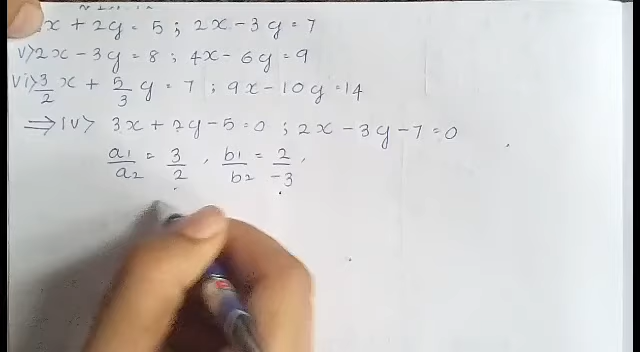 x + 2y = 5 ; 2x - 3y = 7
v> 2x - 3y = 8 ; 4x - 6y = 9
vi> 3/2 x + 5/3 y = 7 ; 9x - 10y = 14
⟹ iv> 3x + 2y - 5 = 0 ; 2x - 3y - 7 = 0
a1/a2 = 3/2 , b1/b2 = 2/-3 ,